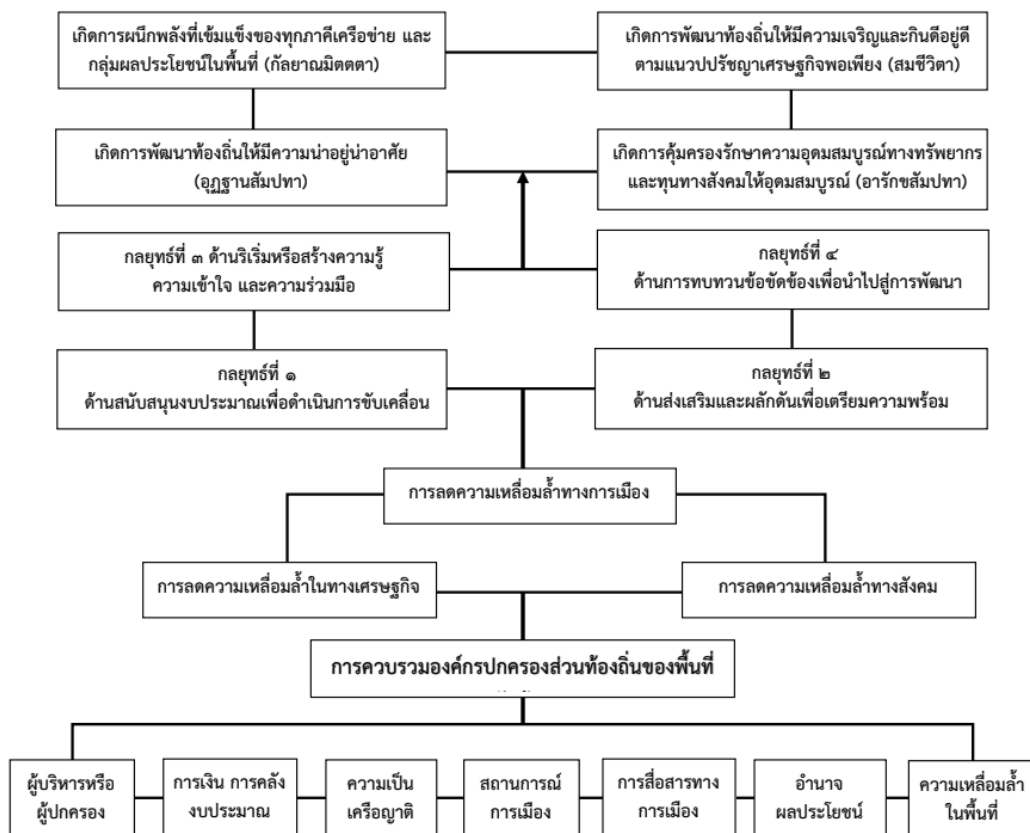 เกิดการผนึกพลังที่เข้มแข็งของทุกภาคีเครือข่าย และ
กลุ่มผลประโยชน์ในพื้นที่ (กัลยาณมิตตตา)
เกิดการพัฒนาท้องถิ่นให้มีความเจริญและกินดีอยู่ดี
ตามแนวปปรัชญาเศรษฐกิจพอเพียง (สมชีวิตา)
เกิดการพัฒนาท้องถิ่นให้มีความน่าอยู่น่าอาศัย
(อุฏฐานสัมปทา)
เกิดการคุ้มครองรักษาความอุดมสมบูรณ์ทางทรัพยากร
และทุนทางสังคมให้อุดมสมบูรณ์ (อารักขสัมปทา)
กลยุทธ์ที่ ๓ ด้านริเริ่มหรือสร้างความรู้
ความเข้าใจ และความร่วมมือ
กลยุทธ์ที่ ๔
ด้านการทบทวนข้อขัดข้องเพื่อนำไปสู่การพัฒนา
กลยุทธ์ที่ ๑
ด้านสนับสนุนงบประมาณเพื่อดำเนินการขับเคลื่อน
กลยุทธ์ที่ ๒
ด้านส่งเสริมและผลักดันเพื่อเตรียมความพร้อม
การลดความเหลื่อมล้ำทางการเมือง
การลดความเหลื่อมล้ำในทางเศรษฐกิจ
การลดความเหลื่อมล้ำทางสังคม
การควบรวมองค์กรปกครองส่วนท้องถิ่นของพื้นที่
ผู้บริหารหรือ
ผู้ปกครอง
การเงิน การคลัง
งบประมาณ
ความเป็น
เครือญาติ
สถานการณ์
การเมือง
การสื่อสารทาง
การเมือง
อำนาจ
ผลประโยชน์
ความเหลื่อมล้ำ
ในพื้นที่